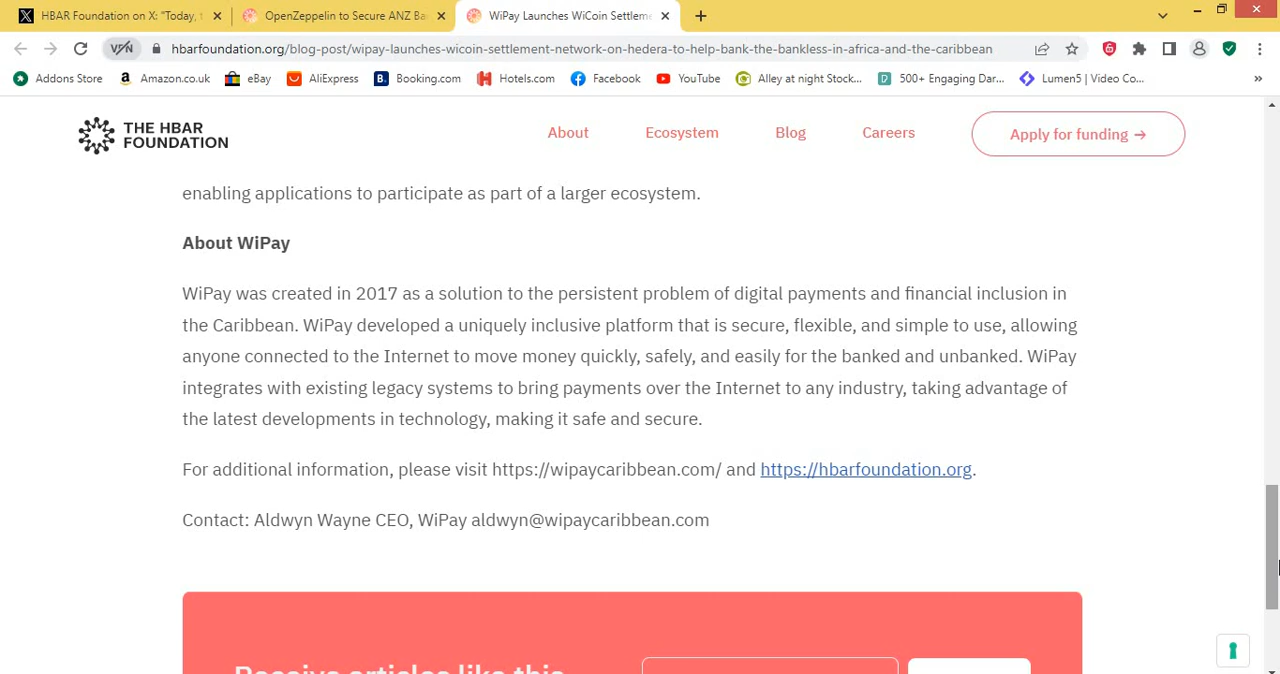 HBAR Foundation on X: "Today,
OpenZeppelin to Secure ANZ Ba
WiPay Launches WiCoin Settleme
VPN
hbarfoundation.org/blog-post/wipay-launches-wicoin-settlement-network-on-hedera-to-help-bank-the-bankless-in-africa-and-the-caribbean
Addons Store
Amazon.co.uk
eBay
AliExpress
Booking.com
Hotels.com
Facebook
YouTube
Alley at night Stock...
500+ Engaging Dar...
Lumen5 | Video Co...
THE HBAR
FOUNDATION
About
Ecosystem
Blog
Careers
Apply for funding →
enabling applications to participate as part of a larger ecosystem.
About WiPay
WiPay was created in 2017 as a solution to the persistent problem of digital payments and financial inclusion in
the Caribbean. WiPay developed a uniquely inclusive platform that is secure, flexible, and simple to use, allowing
anyone connected to the Internet to move money quickly, safely, and easily for the banked and unbanked. WiPay
integrates with existing legacy systems to bring payments over the Internet to any industry, taking advantage of
the latest developments in technology, making it safe and secure.
For additional information, please visit https://wipaycaribbean.com/ and https://hbarfoundation.org.
Contact: Aldwyn Wayne CEO, WiPay aldwyn@wipaycaribbean.com
Receive articles like this